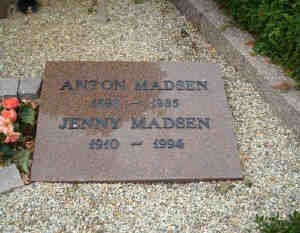 ANTON MADSEN
– 1985
JENNY MADSEN
1910 – 1994